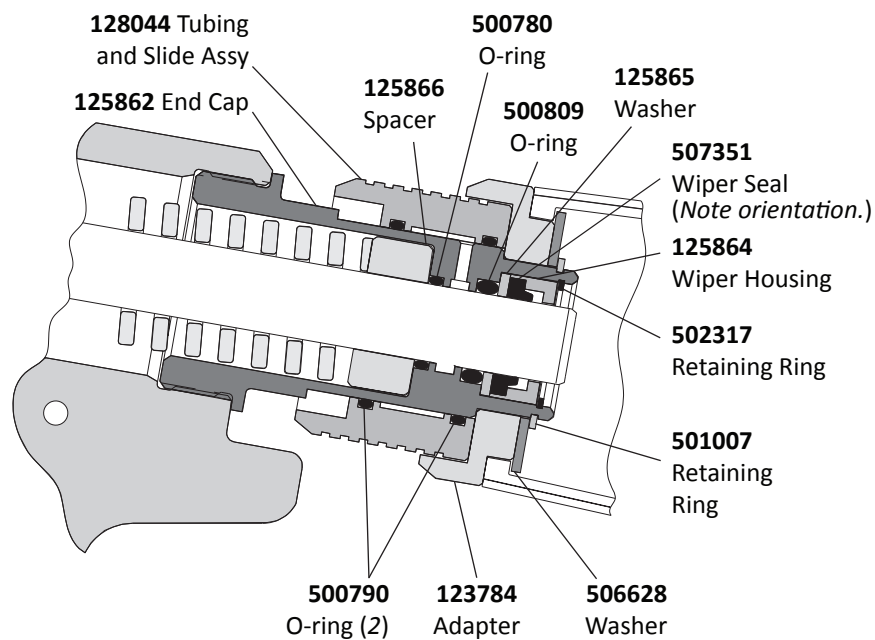 128044 Tubing
and Slide Assy
500780
O-ring
125862 End Cap
125866
Spacer
500809
O-ring
125865
Washer
507351
Wiper Seal
(Note orientation.)
125864
Wiper Housing
502317
Retaining Ring
501007
Retaining
Ring
500790
O-ring (2)
123784
Adapter
506628
Washer